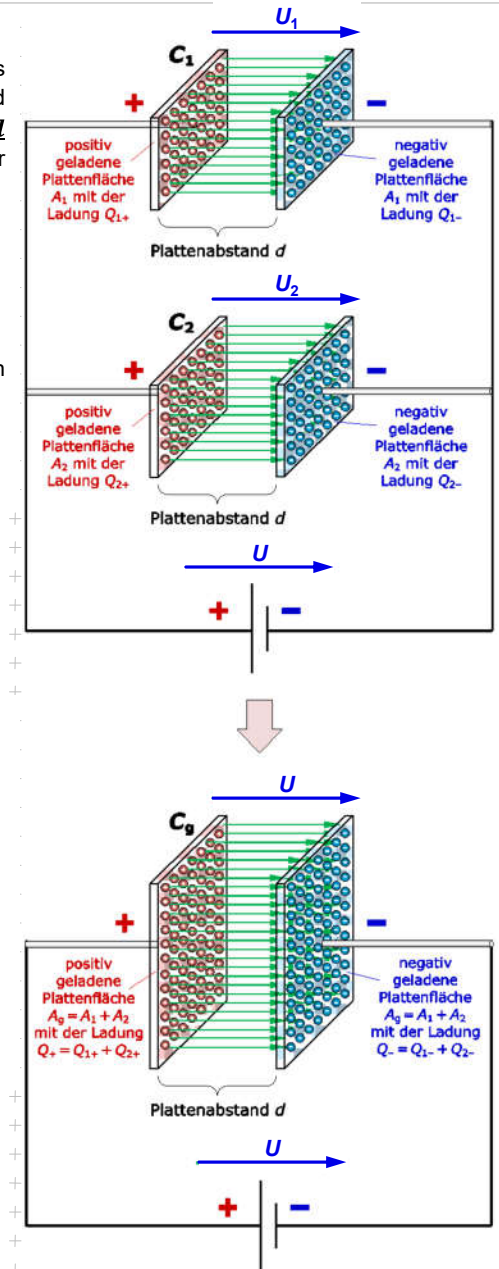 U₁
s
C₁
d
+
–
l
r
positiv
geladene
Plattenfläche
A₁ mit der
Ladung Q₁₊
negativ
geladene
Plattenfläche
A₁ mit der
Ladung Q₁₋
Plattenabstand d
U₂
C₂
n
+
–
positiv
geladene
Plattenfläche
A₂ mit der
Ladung Q₂₊
negativ
geladene
Plattenfläche
A₂ mit der
Ladung Q₂₋
Plattenabstand d
U
+
–
U
C_g
+
–
positiv
geladene
Plattenfläche
A_g = A₁ + A₂
mit der Ladung
Q₊ = Q₁₊ + Q₂₊
negativ
geladene
Plattenfläche
A_g = A₁ + A₂
mit der Ladung
Q₋ = Q₁₋ + Q₂₋
Plattenabstand d
U
+
–